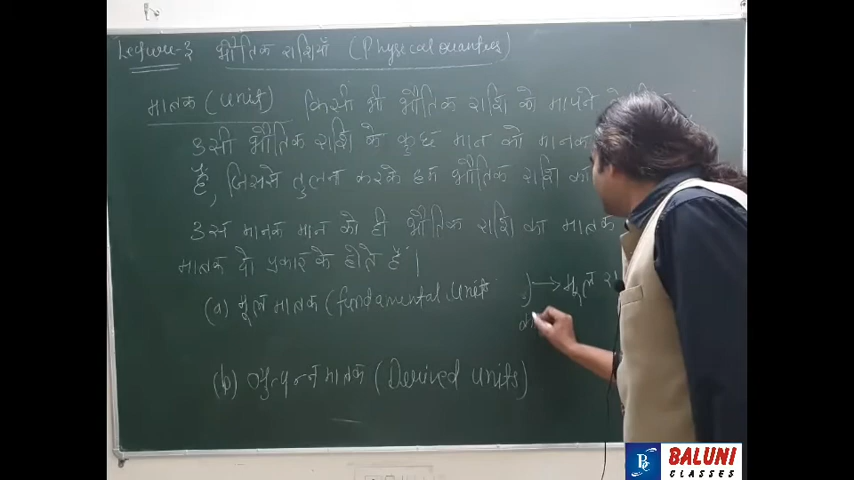 Lecture-3 भौतिक राशियाँ (Physical Quantities)
मात्रक (Unit) किसी भी भौतिक राशि को मापने
उसी भौतिक राशि के कुछ मान को मानक
हैं, जिससे तुलना करके हम भौतिक राशि का
उस मानक मान को ही भौतिक राशि का मात्रक
मात्रक दो प्रकार के होते हैं।
(a) मूल मात्रक (fundamental Units) → मूल
(b) व्युत्पन्न मात्रक (Derived Units)
BALUNI
CLASSES